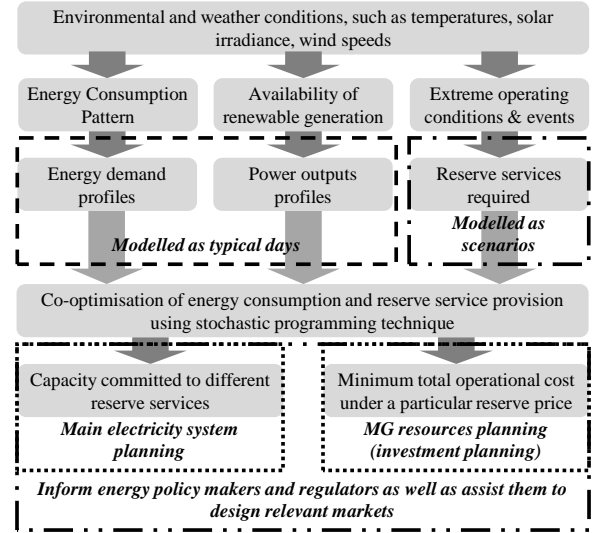 Environmental and weather conditions, such as temperatures, solar
irradiance, wind speeds
Energy Consumption
Pattern
Availability of
renewable generation
Extreme operating
conditions & events
Energy demand
profiles
Power outputs
profiles
Reserve services
required
Modelled as typical days
Modelled as
scenarios
Co-optimisation of energy consumption and reserve service provision
using stochastic programming technique
Capacity committed to different
reserve services
Main electricity system
planning
Minimum total operational cost
under a particular reserve price
MG resources planning
(investment planning)
Inform energy policy makers and regulators as well as assist them to
design relevant markets